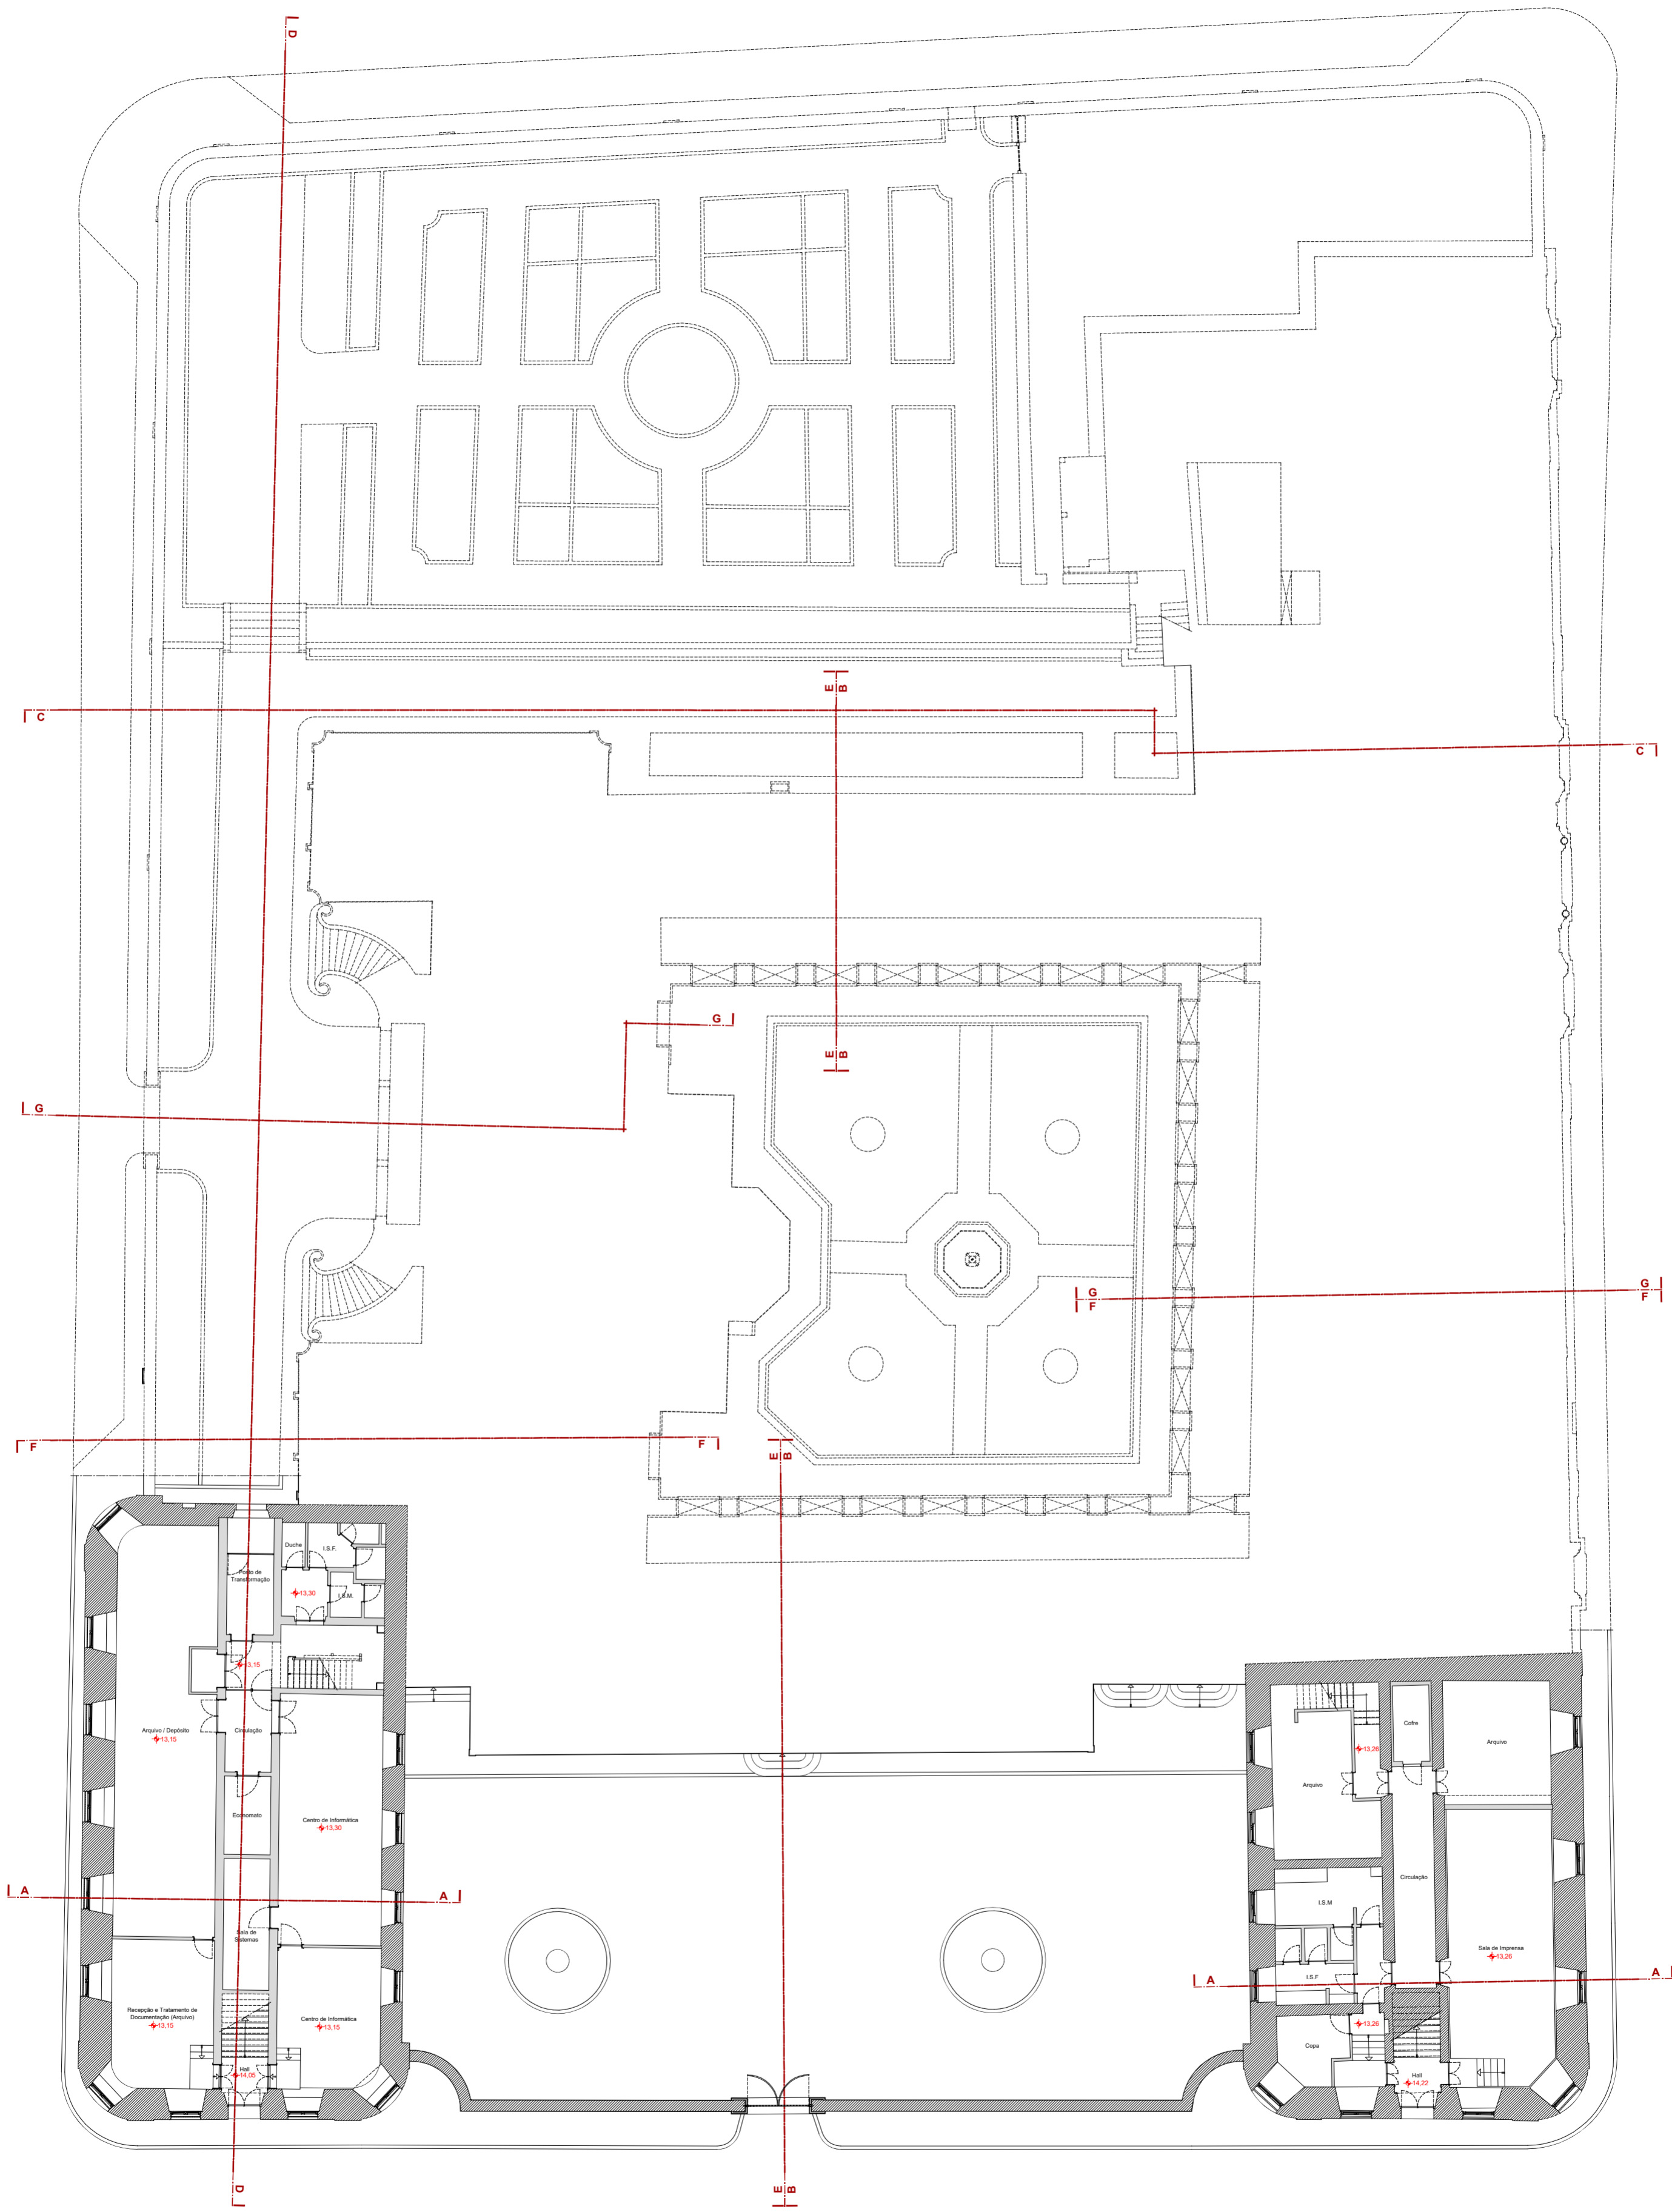 D
E
B
C
C
G
E
B
G
G
F
G
F
F
F
E
B
Duche
I.S.F.
Posto de
Transformação
13,30
I.S.M.
13,15
Arquivo / Depósito
13,15
Circulação
Cofre
Arquivo
13,26
Arquivo
Economato
Centro de Informática
13,30
Circulação
A
A
I.S.M
Sala de
Sistemas
Sala de Imprensa
13,26
I.S.F
A
A
Recepção e Tratamento de
Documentação (Arquivo)
13,15
Centro de Informática
13,15
13,26
Copa
Hall
14,05
Hall
14,22
D
E
B